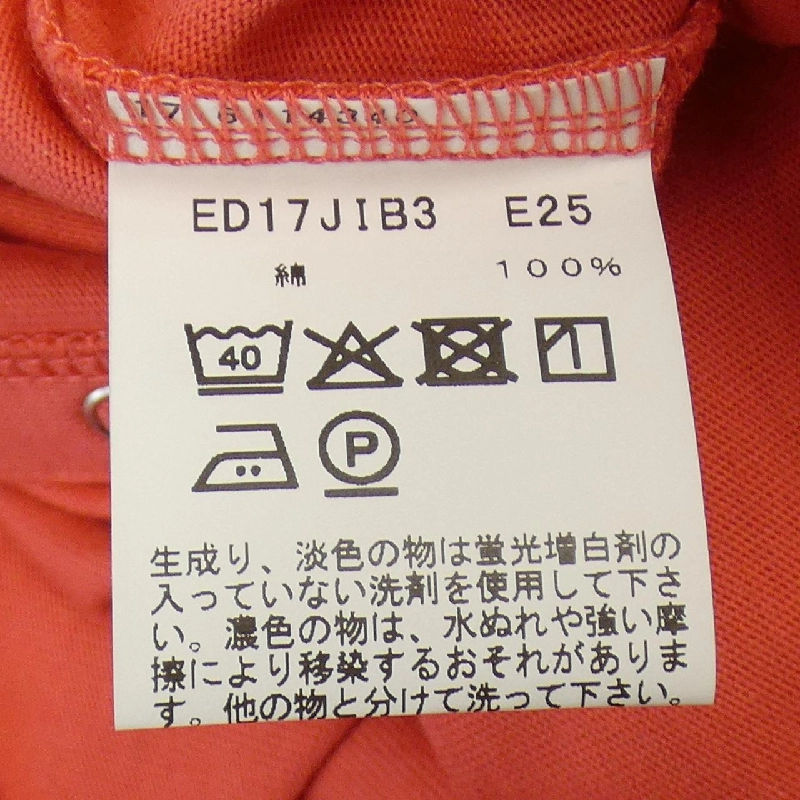 ED17JIB3 E25
綿 100%
40
P
生成り、淡色の物は蛍光増白剤の
入っていない洗剤を使用して下さ
い。濃色の物は、水ぬれや強い摩
擦により移染するおそれがありま
す。他の物と分けて洗って下さい。